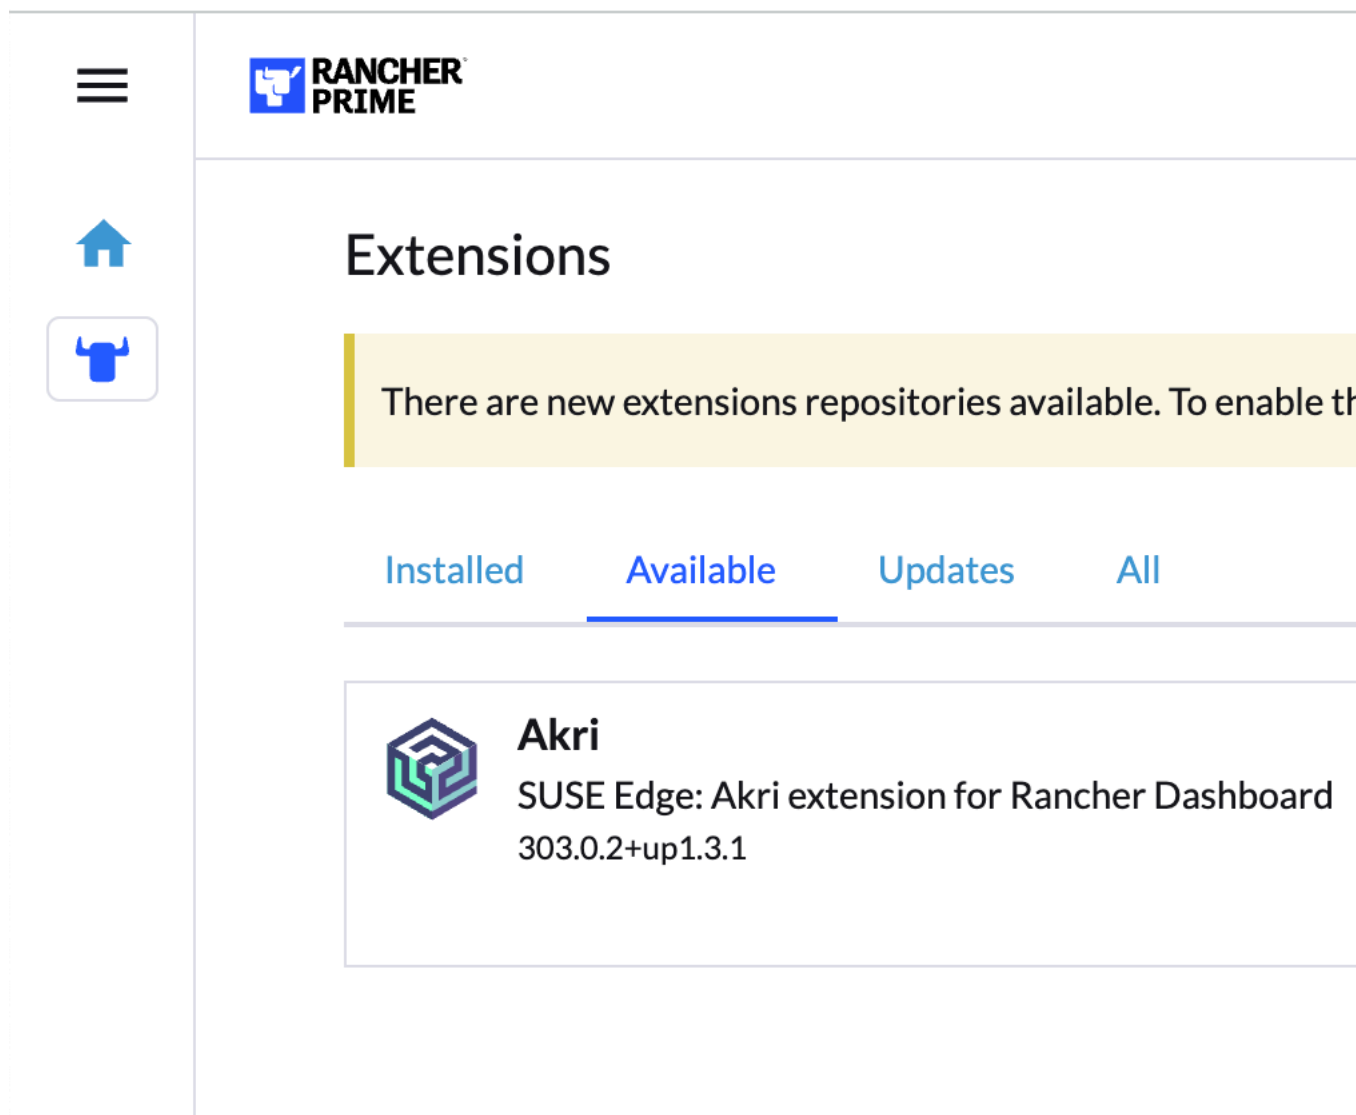 RANCHER
PRIME
Extensions
There are new extensions repositories available. To enable th
Installed Available Updates All
Akri
SUSE Edge: Akri extension for Rancher Dashboard
303.0.2+up1.3.1